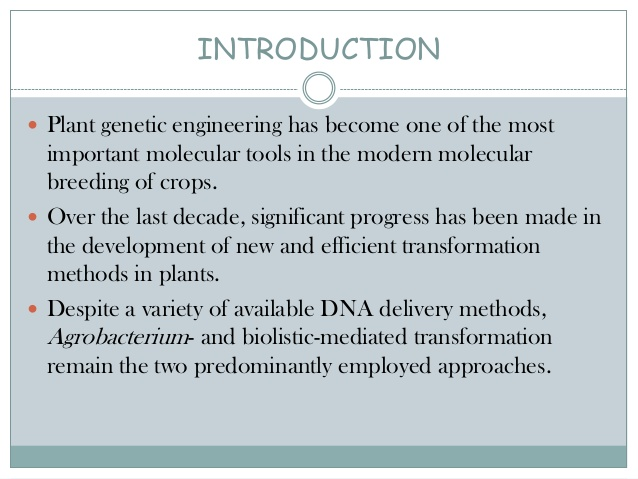 INTRODUCTION
Plant genetic engineering has become one of the most
important molecular tools in the modern molecular
breeding of crops.
Over the last decade, significant progress has been made in
the development of new and efficient transformation
methods in plants.
Despite a variety of available DNA delivery methods,
Agrobacterium- and biolistic-mediated transformation
remain the two predominantly employed approaches.